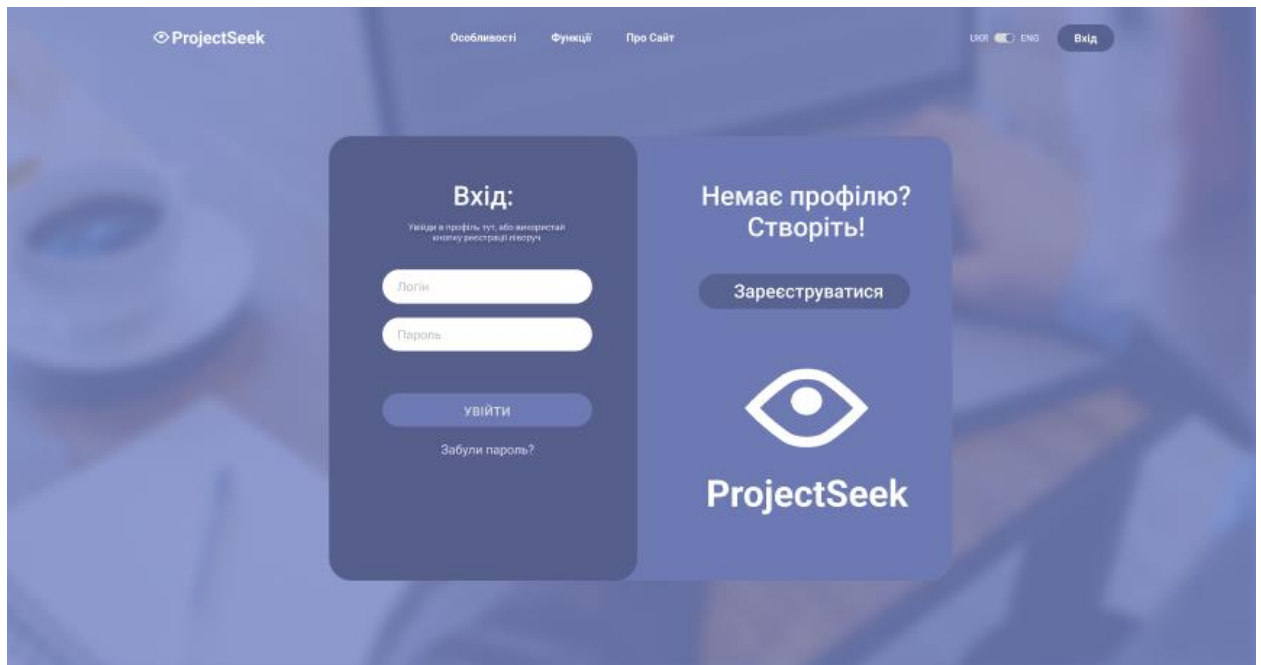 ProjectSeek
Особливості Функції Про Сайт
UKR ENG
Вхід
Вхід:
Увійди в профіль тут, або використай
кнопку реєстрації ліворуч
Логін
Пароль
УВІЙТИ
Забули пароль?
Немає профілю?
Створіть!
Зареєструватися
ProjectSeek